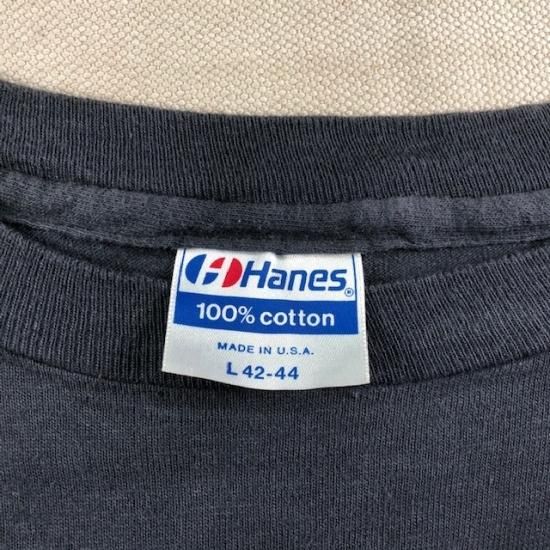 Hanes®
100% cotton
MADE IN U.S.A.
L 42-44